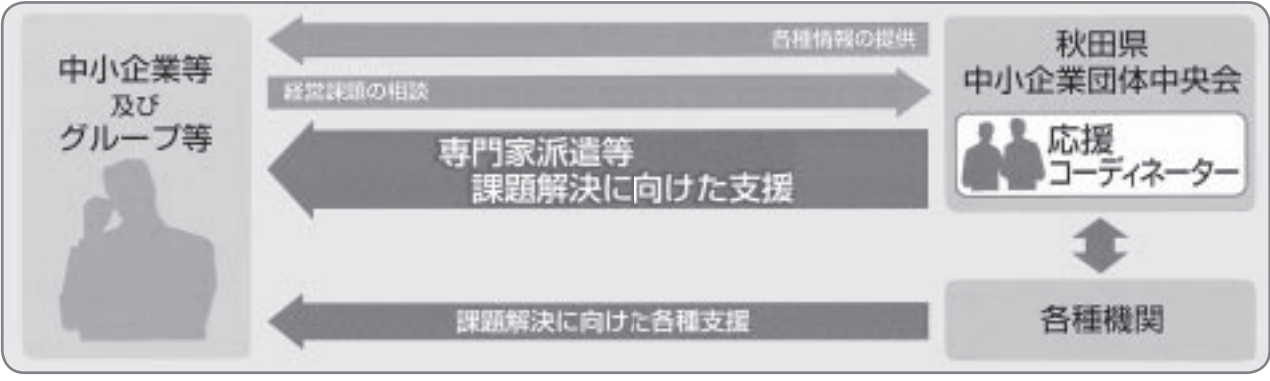 中小企業等
及び
グループ等
各種情報の提供
経営課題の相談
専門家派遣等
課題解決に向けた支援
課題解決に向けた各種支援
秋田県
中小企業団体中央会
応援
コーディネーター
各種機関